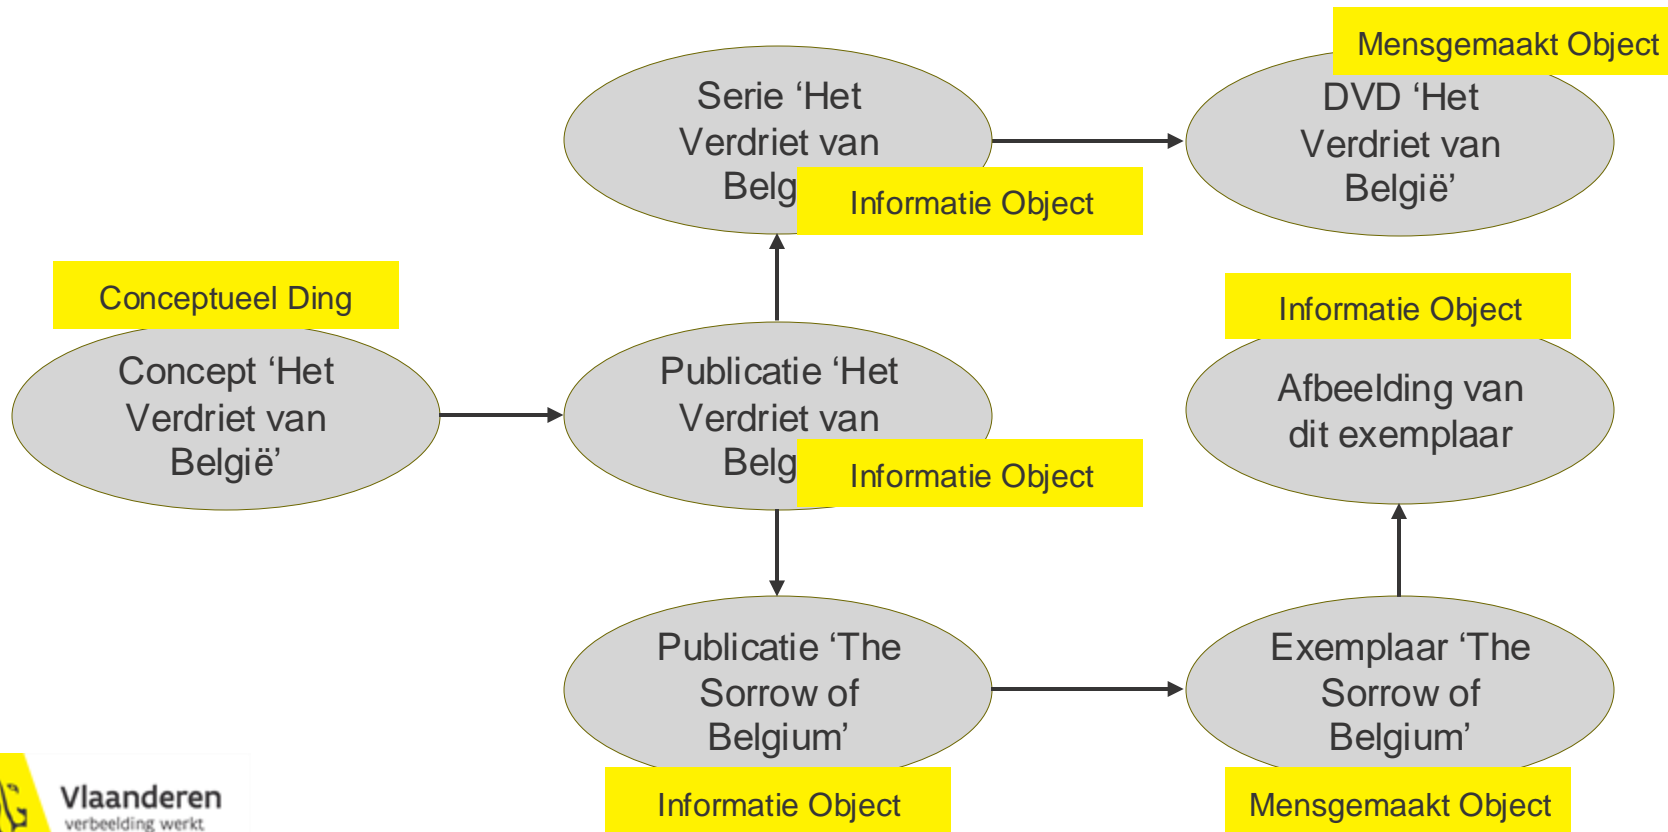 Mensgemaakt Object
Serie ‘Het
Verdriet van
Belg
Informatie Object
DVD ‘Het
Verdriet van
België’
Conceptueel Ding
Concept ‘Het
Verdriet van
België’
Publicatie ‘Het
Verdriet van
Belg
Informatie Object
Informatie Object
Afbeelding van
dit exemplaar
Publicatie ‘The
Sorrow of
Belgium’
Informatie Object
Exemplaar ‘The
Sorrow of
Belgium’
Mensgemaakt Object
Vlaanderen
verbeelding werkt